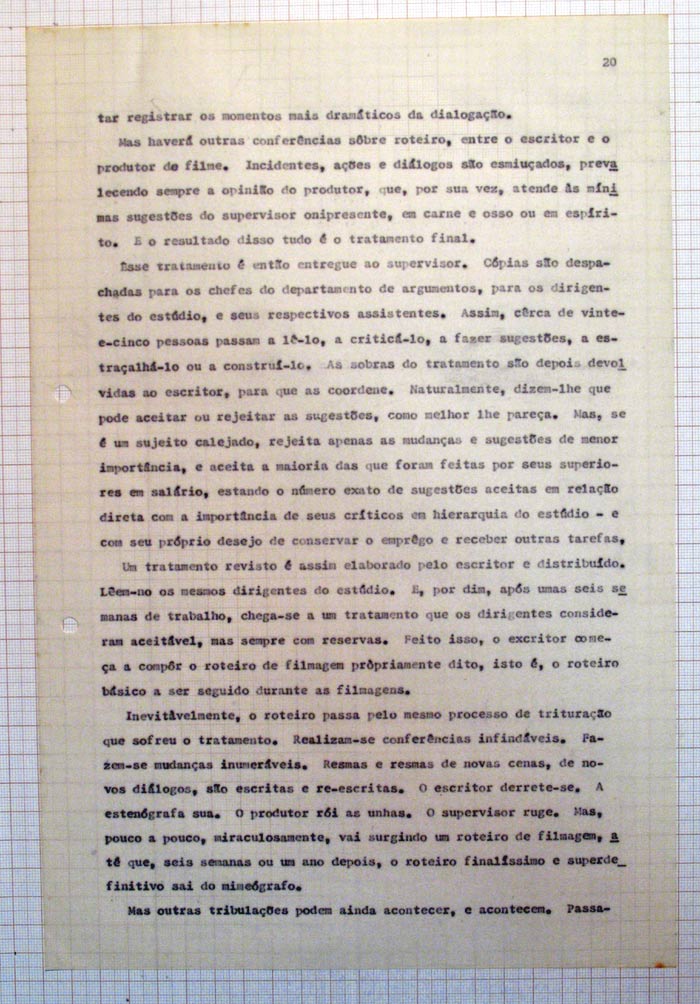 20
tar registrar os momentos mais dramáticos da dialogação.
Mas haverá outras conferências sôbre roteiro, entre o escritor e o
produtor do filme. Incidentes, ações e diálogos são esmiuçados, preva
lecendo sempre a opinião do produtor, que, por sua vez, atende às míni
mas sugestões do supervisor onipresente, em carne e osso ou em espíri-
to. E o resultado disso tudo é o tratamento final.
Esse tratamento é então entregue ao supervisor. Cópias são despa-
chadas para os chefes do departamento de argumentos, para os dirigen-
tes do estúdio, e seus respectivos assistentes. Assim, cêrca de vinte-
e-cinco pessoas passam a lê-lo, a criticá-lo, a fazer sugestões, a es-
traçalhá-lo ou a construí-lo. As sobras do tratamento são depois devol
vidas ao escritor, para que as coordene. Naturalmente, dizem-lhe que
pode aceitar ou rejeitar as sugestões, como melhor lhe pareça. Mas, se
é um sujeito calejado, rejeita apenas as mudanças e sugestões de menor
importância, e aceita a maioria das que foram feitas por seus superio-
res em salário, estando o número exato de sugestões aceitas em relação
direta com a importância de seus críticos em hierarquia do estúdio - e
com seu próprio desejo de conservar o emprêgo e receber outras tarefas,
Um tratamento revisto é assim elaborado pelo escritor e distribuído.
Lêem-no os mesmos dirigentes do estúdio. E, por dim, após umas seis se
manas de trabalho, chega-se a um tratamento que os dirigentes conside-
ram aceitável, mas sempre com reservas. Feito isso, o excritor come-
ça a compôr o roteiro de filmagem pròpriamente dito, isto é, o roteiro
básico a ser seguido durante as filmagens.
Inevitàvelmente, o roteiro passa pelo mesmo processo de trituração
que sofreu o tratamento. Realizam-se conferências infindáveis. Fa-
zem-se mudanças inumeráveis. Resmas e resmas de novas cenas, de no-
vos diálogos, são escritas e re-escritas. O escritor derrete-se. A
estenógrafa sua. O produtor rói as unhas. O supervisor ruge. Mas,
pouco a pouco, miraculosamente, vai surgindo um roteiro de filmagem, a
tê que, seis semanas ou um ano depois, o roteiro finalíssimo e superde_
finitivo sai do mimeógrafo.
Mas outras tribulações podem ainda acontecer, e acontecem. Passa-